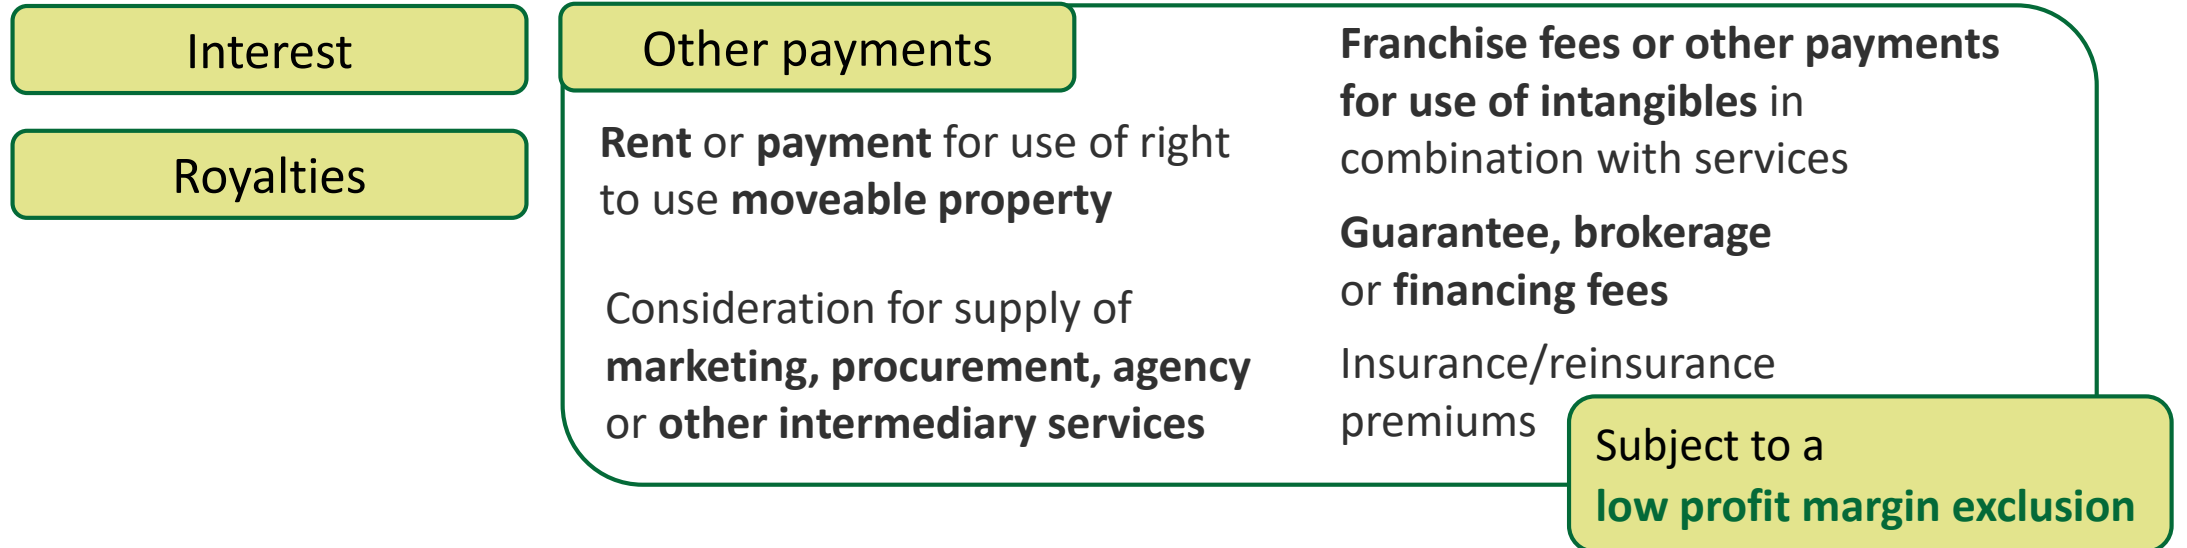 Interest
Royalties
Other payments
Rent or payment for use of right
to use moveable property
Consideration for supply of
marketing, procurement, agency
or other intermediary services
Franchise fees or other payments
for use of intangibles in
combination with services
Guarantee, brokerage
or financing fees
Insurance/reinsurance
premiums
Subject to a
low profit margin exclusion